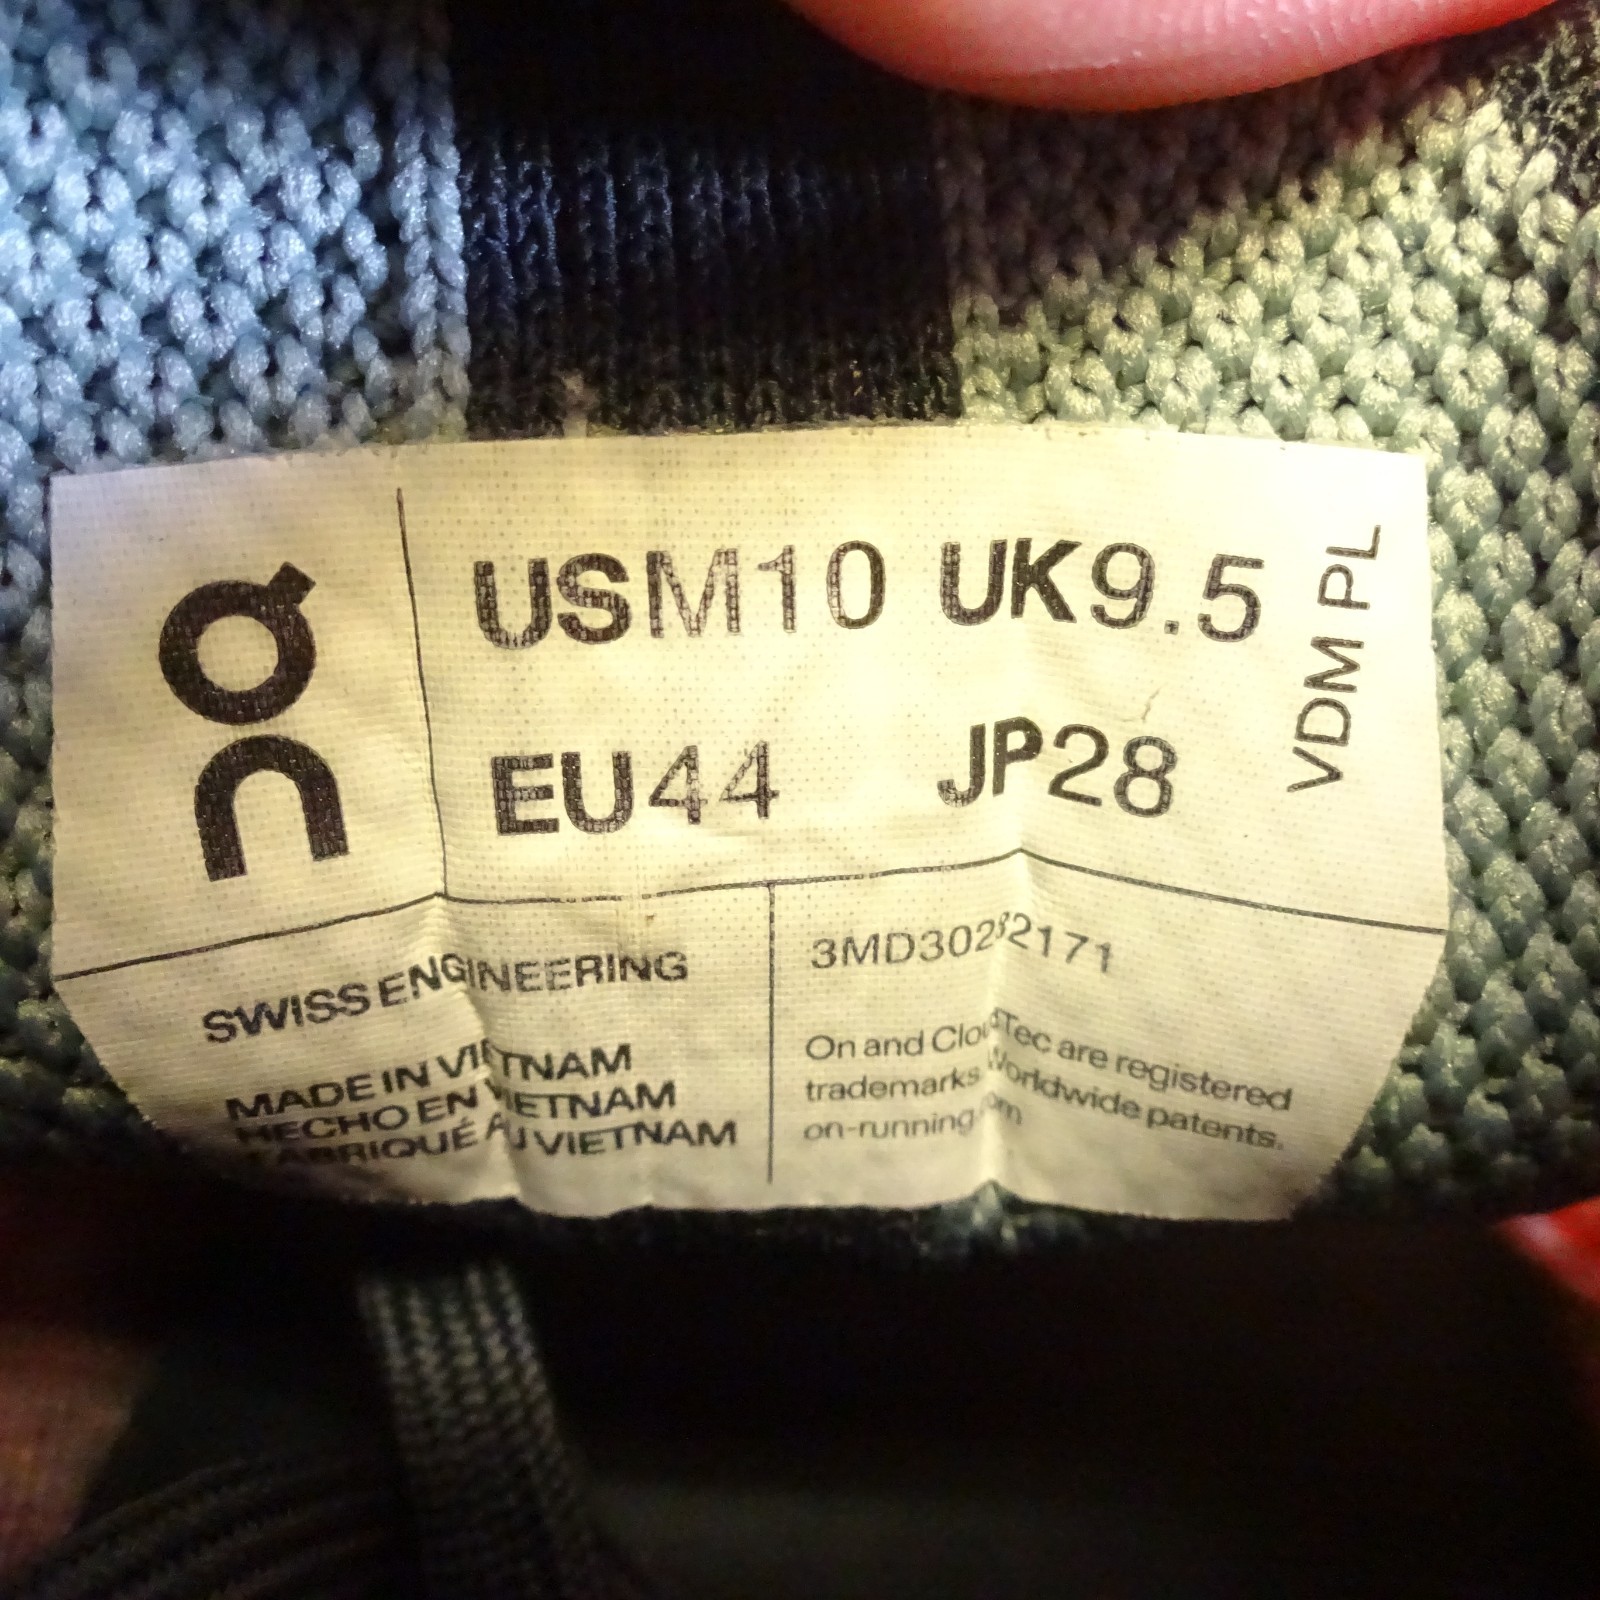 On
USM10 UK9.5
EU44 JP28
VDM PL
SWISS ENGINEERING
MADE IN VIETNAM
HECHO EN VIETNAM
FABRIQUÉ AU VIETNAM
3MD30282171
On and CloudTec are registered
trademarks. Worldwide patents.
on-running.com